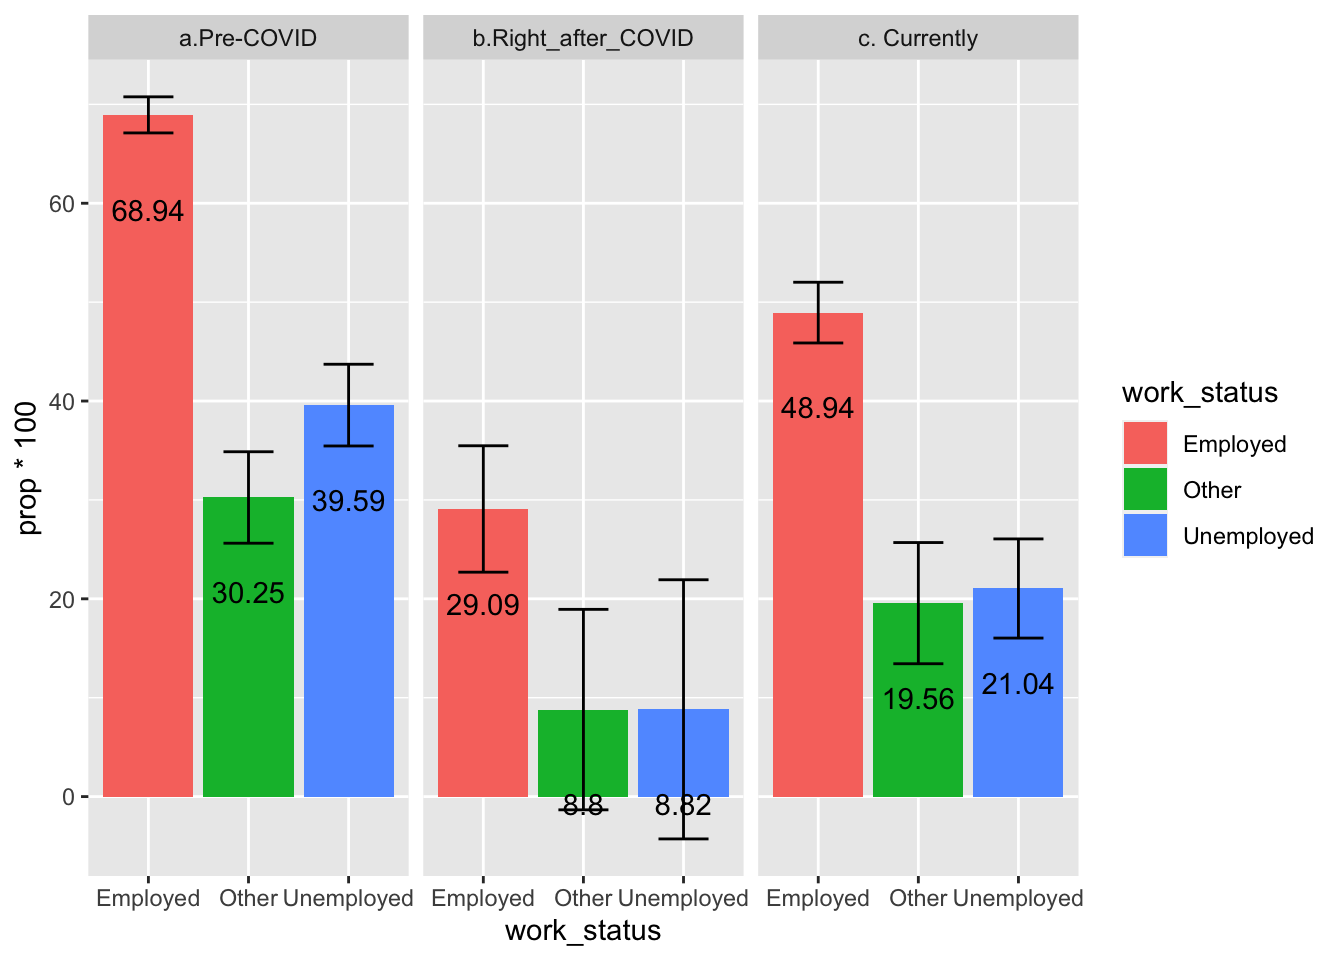 a.Pre-COVID
b.Right_after_COVID
c. Currently
prop * 100
60
40
20
0
68.94
30.25
39.59
29.09
8.8
8.82
48.94
19.56
21.04
Employed
Other
Unemployed
Employed
Other
Unemployed
Employed
Other
Unemployed
work_status
work_status
Employed
Other
Unemployed